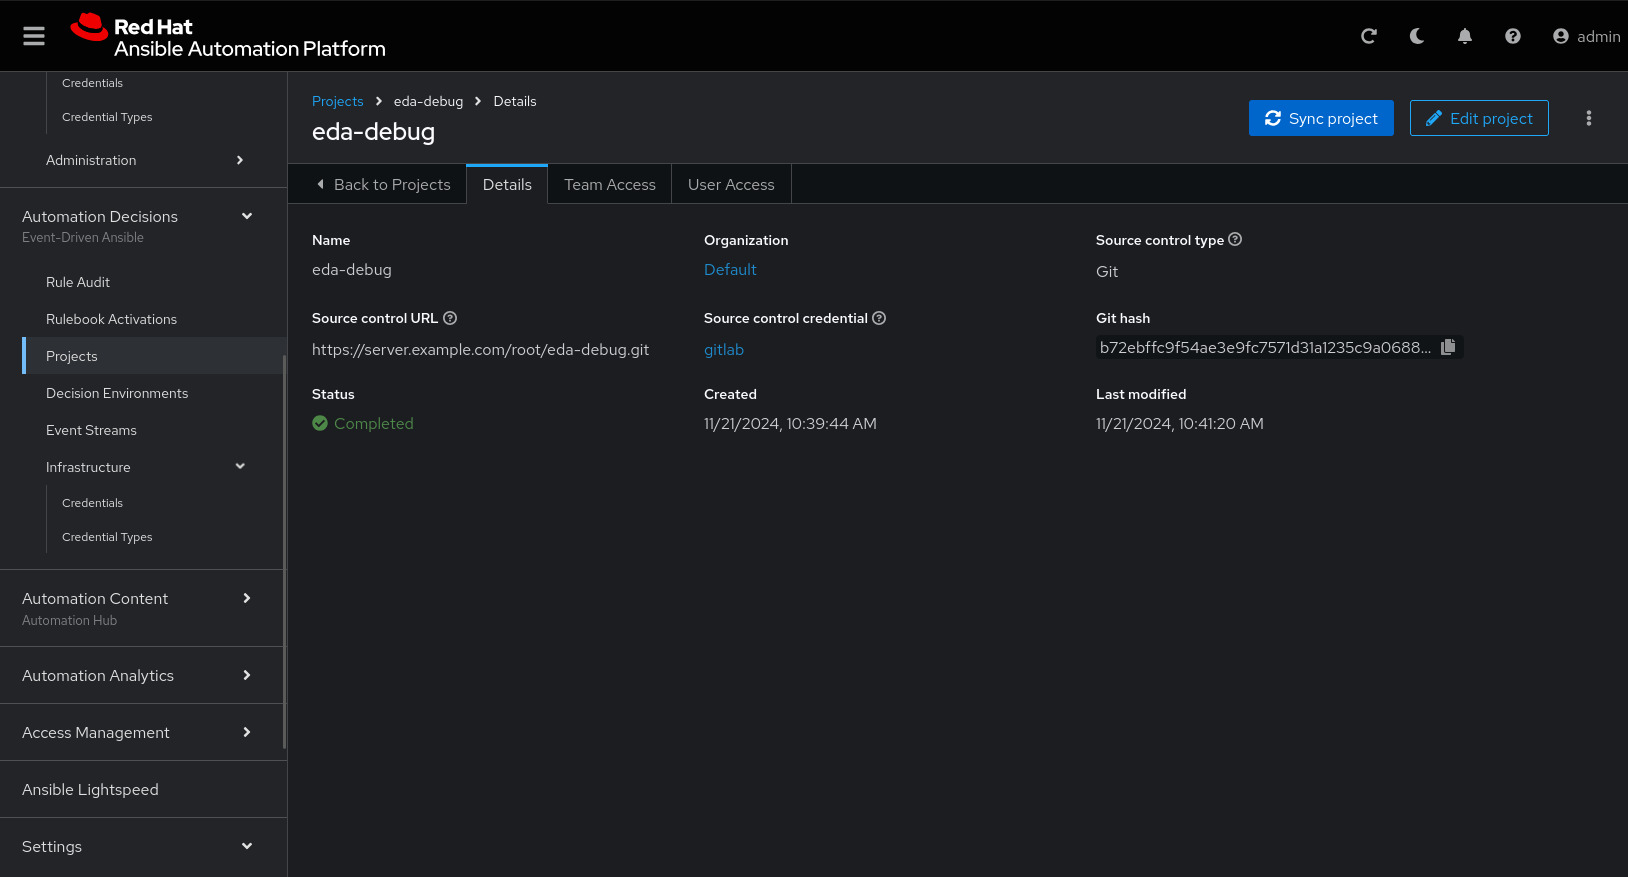 Red Hat
Ansible Automation Platform
admin
Credentials
Credential Types
Administration
Automation Decisions
Event-Driven Ansible
Rule Audit
Rulebook Activations
Projects
Decision Environments
Event Streams
Infrastructure
Credentials
Credential Types
Automation Content
Automation Hub
Automation Analytics
Access Management
Ansible Lightspeed
Settings
Projects > eda-debug > Details
eda-debug
Sync project
Edit project
Back to Projects
Details
Team Access
User Access
Name
eda-debug
Organization
Default
Source control type
Git
Source control URL
https://server.example.com/root/eda-debug.git
Source control credential
gitlab
Git hash
b72ebffc9f54ae3e9fc7571d31a1235c9a0688...
Status
Completed
Created
11/21/2024, 10:39:44 AM
Last modified
11/21/2024, 10:41:20 AM